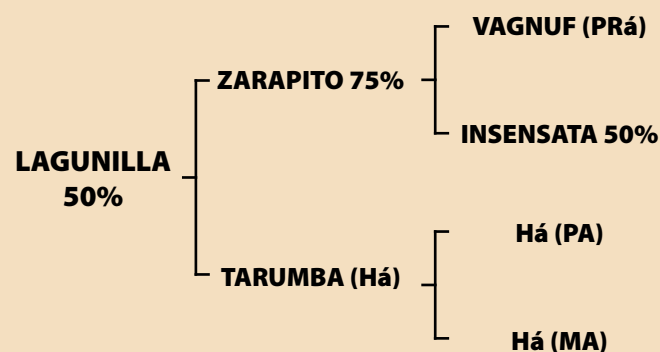 VAGNUF (PRá)
ZARAPITO 75%
INSENSATA 50%
LAGUNILLA
50%
Há (PA)
TARUMBA (Há)
Há (MA)